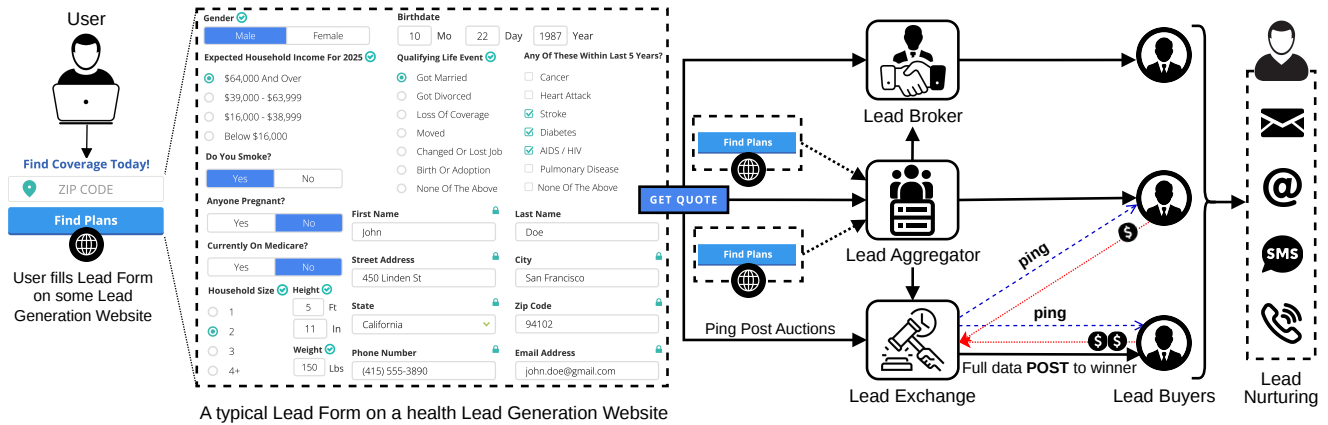 User
Find Coverage Today!
ZIP CODE
Find Plans
User fills Lead Form
on some Lead
Generation Website
Gender
Male Female
Birthdate
10 Mo 22 Day 1987 Year
Expected Household Income For 2025
$64,000 And Over
$39,000 - $63,999
$16,000 - $38,999
Below $16,000
Qualifying Life Event
Got Married
Got Divorced
Loss Of Coverage
Moved
Changed Or Lost Job
Birth Or Adoption
None Of The Above
Any Of These Within Last 5 Years?
Cancer
Heart Attack
Stroke
Diabetes
AIDS / HIV
Pulmonary Disease
None Of The Above
Do You Smoke?
Yes No
Anyone Pregnant?
Yes No
Currently On Medicare?
Yes No
Household Size
1
2
3
4+
Height
5 Ft
11 In
Weight
150 Lbs
First Name
John
Last Name
Doe
Street Address
450 Linden St
City
San Francisco
State
California
Zip Code
94102
Phone Number
(415) 555-3890
Email Address
john.doe@gmail.com
A typical Lead Form on a health Lead Generation Website
GET QUOTE
Find Plans
Find Plans
Ping Post Auctions
Lead Broker
Lead Aggregator
Lead Exchange
ping
$
ping
$ $
Full data POST to winner
Lead Buyers
@
SMS
Lead
Nurturing